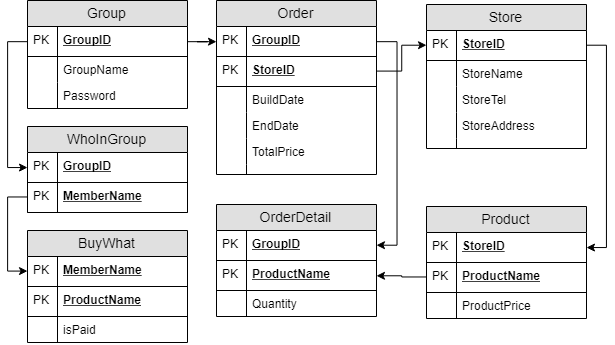 Group
PK GroupID
GroupName
Password
Order
PK GroupID
PK StoreID
BuildDate
EndDate
TotalPrice
Store
PK StoreID
StoreName
StoreTel
StoreAddress
WhoInGroup
PK GroupID
PK MemberName
BuyWhat
PK MemberName
PK ProductName
isPaid
OrderDetail
PK GroupID
PK ProductName
Quantity
Product
PK StoreID
PK ProductName
ProductPrice